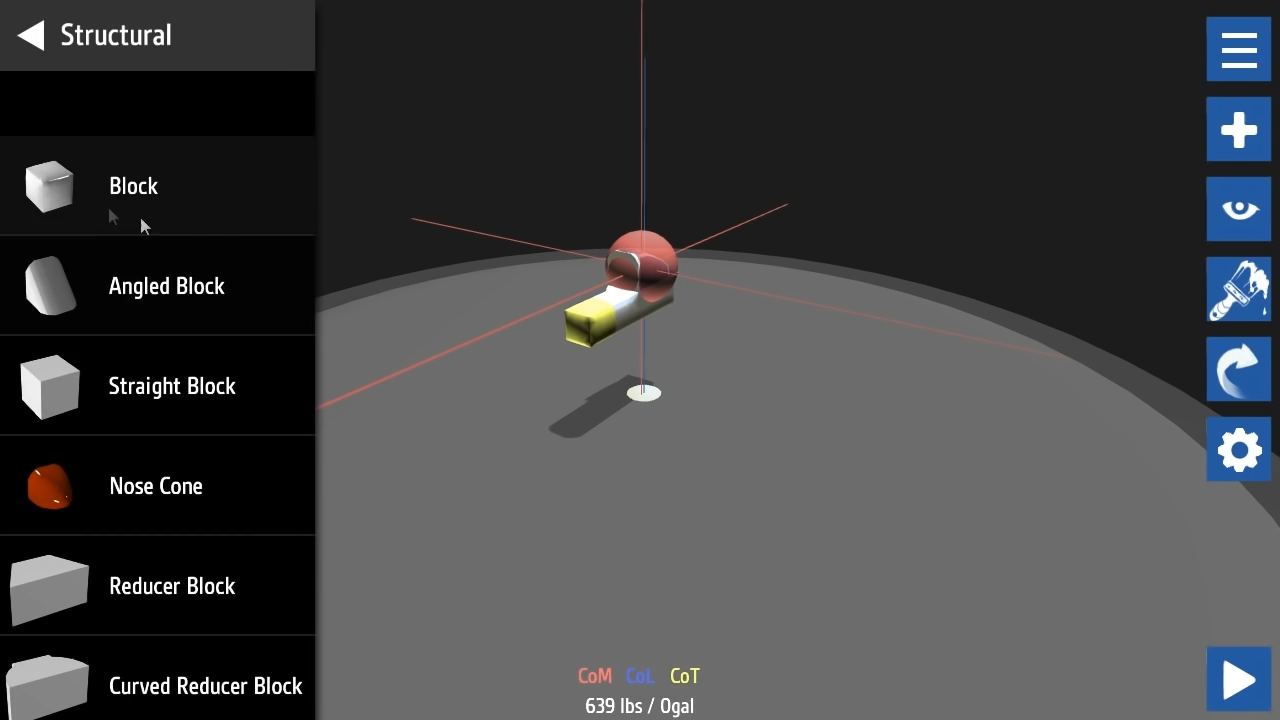 Structural
Block
Angled Block
Straight Block
Nose Cone
Reducer Block
Curved Reducer Block
CoM CoL CoT
639 lbs / 0gal